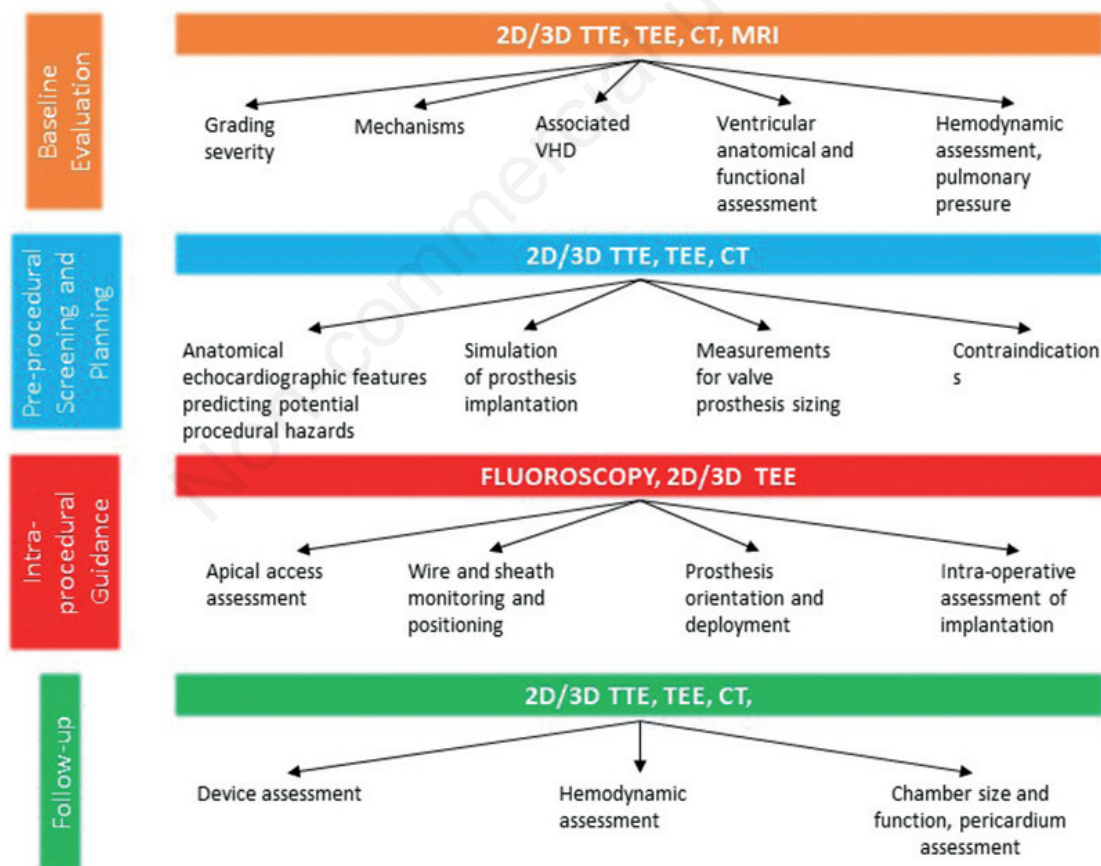 Baseline
Evaluation
2D/3D TTE, TEE, CT, MRI
Grading
severity
Mechanisms
Associated
VHD
Ventricular
anatomical and
functional
assessment
Hemodynamic
assessment,
pulmonary
pressure
Pre-procedural
Screening and
Planning
2D/3D TTE, TEE, CT
Anatomical
echocardiographic features
predicting potential
procedural hazards
Simulation
of prosthesis
implantation
Measurements
for valve
prosthesis sizing
Contraindication
s
Intra-
procedural
Guidance
FLUOROSCOPY, 2D/3D TEE
Apical access
assessment
Wire and sheath
monitoring and
positioning
Prosthesis
orientation and
deployment
Intra-operative
assessment of
implantation
Follow-up
2D/3D TTE, TEE, CT,
Device assessment
Hemodynamic
assessment
Chamber size and
function, pericardium
assessment
Non-commercial u